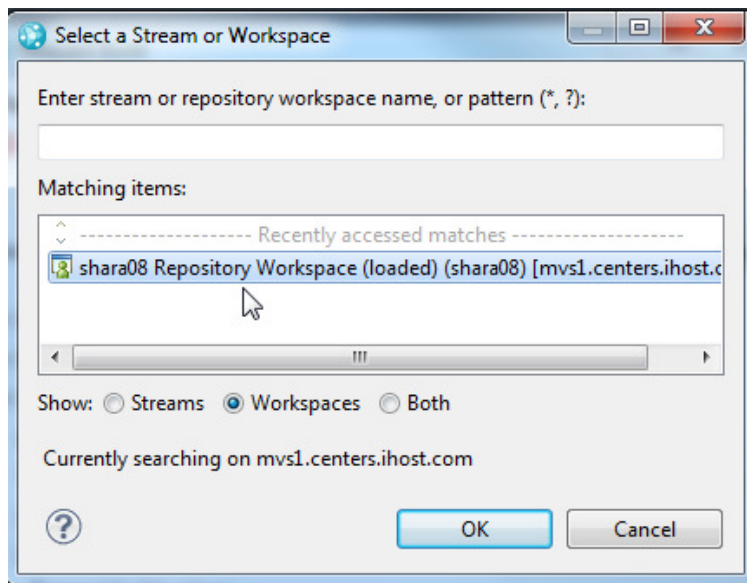 Select a Stream or Workspace
Enter stream or repository workspace name, or pattern (*, ?):
Matching items:
-------------------- Recently accessed matches --------------------
shara08 Repository Workspace (loaded) (shara08) [mvs1.centers.ihost.c
Show: Streams Workspaces Both
Currently searching on mvs1.centers.ihost.com
?
OK Cancel